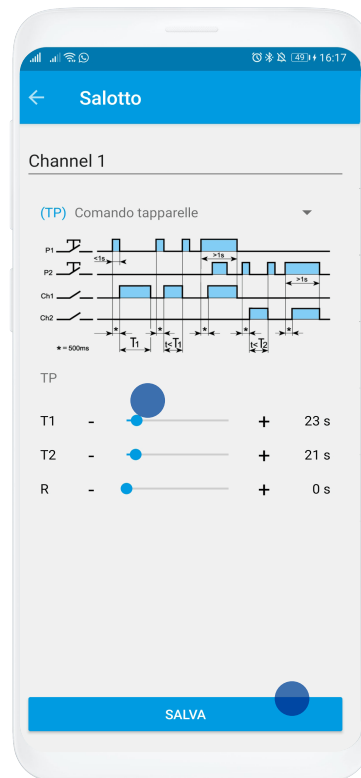 49 16:17
Salotto
Channel 1
(TP) Comando tapparelle
P1
<1s
>1s
P2
>1s
Ch1
Ch2
* * * * *
* = 500ms
T1
t<T1
t<T2
TP
T1 - + 23 s
T2 - + 21 s
R - + 0 s
SALVA